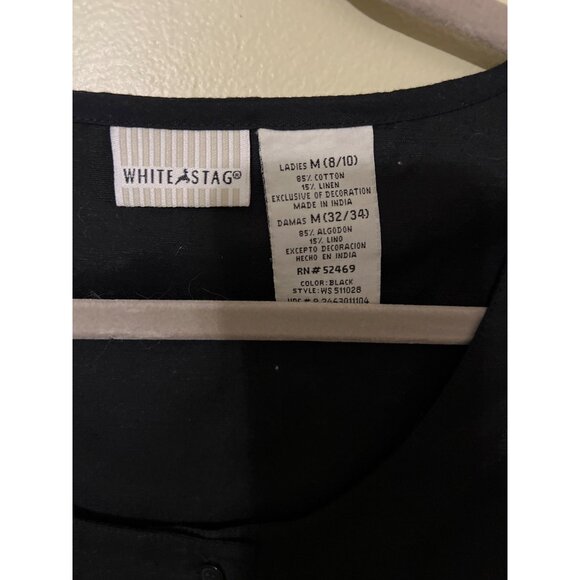 WHITE STAG®
LADIES M (8/10)
85% COTTON
15% LINEN
EXCLUSIVE OF DECORATION
MADE IN INDIA
DAMAS M (32/34)
85% ALGODON
15% LINO
EXCEPTO DECORACION
HECHO EN INDIA
RN# 52469
COLOR: BLACK
STYLE: WS 511028